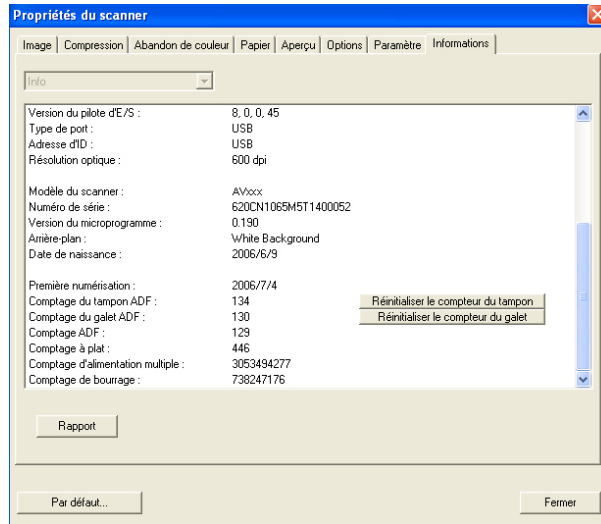 Propriétés du scanner
Image Compression Abandon de couleur Papier Aperçu Options Paramètre Informations
Info
Version du pilote d'E/S : 8, 0, 0, 45
Type de port : USB
Adresse d'ID : USB
Résolution optique : 600 dpi
Modèle du scanner : AVxxx
Numéro de série : 620CN1065M5T1400052
Version du microprogramme : 0.190
Arrière-plan : White Background
Date de naissance : 2006/6/9
Première numérisation : 2006/7/4
Comptage du tampon ADF : 134 Réinitialiser le compteur du tampon
Comptage du galet ADF : 130 Réinitialiser le compteur du galet
Comptage ADF : 129
Comptage à plat : 446
Comptage d'alimentation multiple : 3053494277
Comptage de bourrage : 738247176
Rapport
Par défaut... Fermer